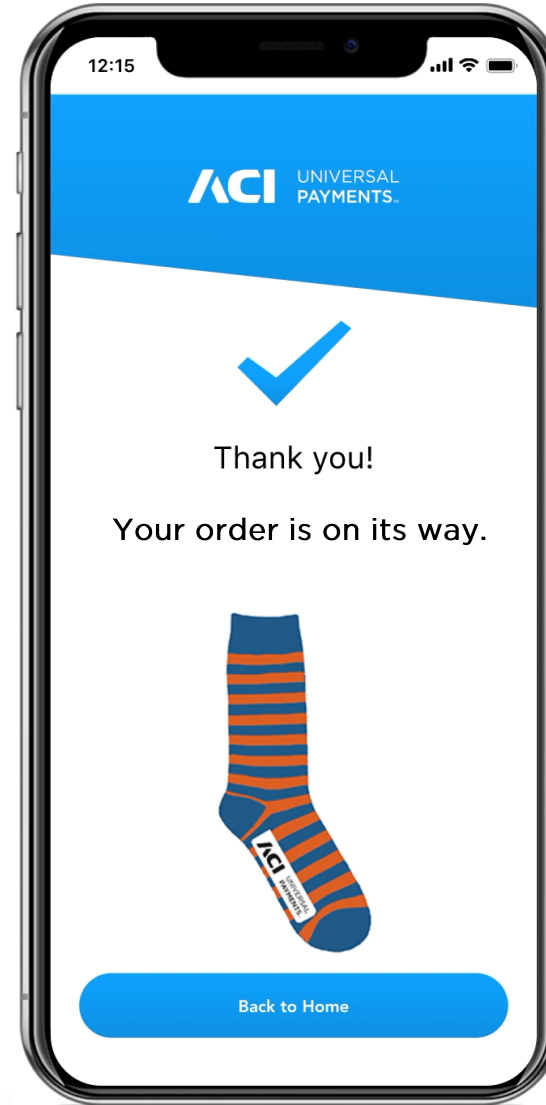 12:15
ACI UNIVERSAL
PAYMENTS.
Thank you!
Your order is on its way.
ACI UNIVERSAL
PAYMENTS.
Back to Home